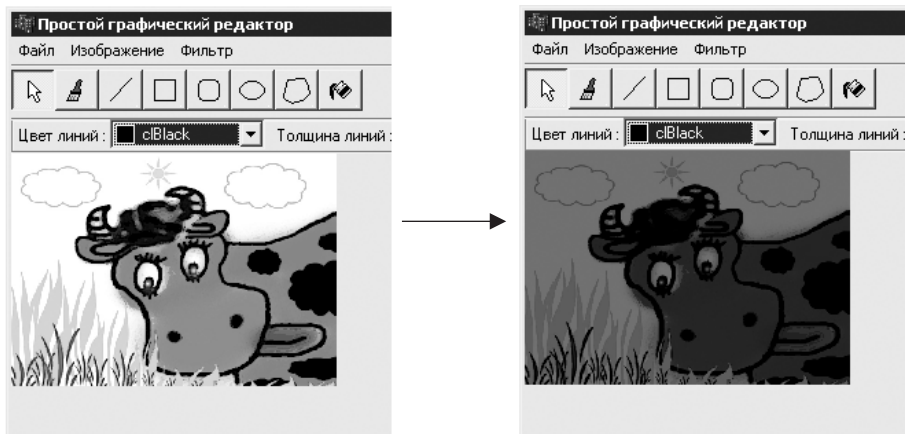 Простой графический редактор
Файл Изображение Фильтр
Цвет линий : clBlack Толщина линий :
Простой графический редактор
Файл Изображение Фильтр
Цвет линий : clBlack Толщина линий :